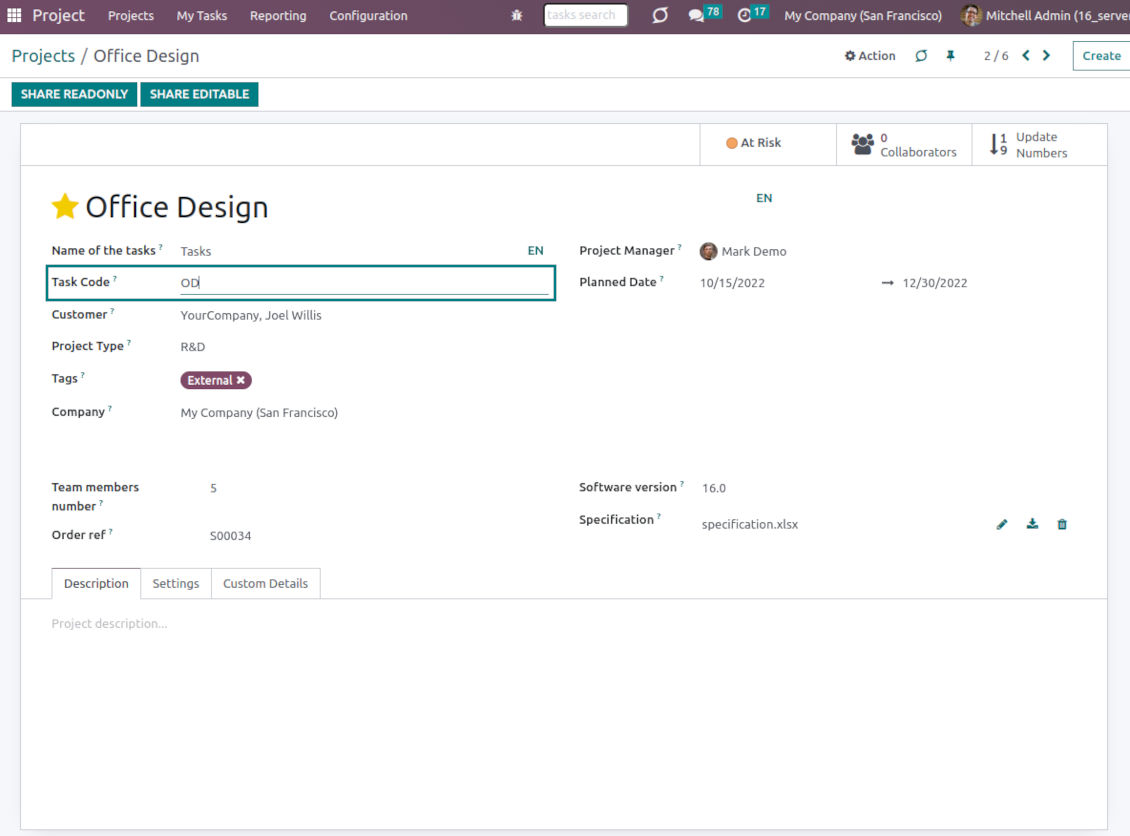 Project Projects My Tasks Reporting Configuration tasks search 78 17 My Company (San Francisco) Mitchell Admin (16_server
Projects / Office Design Action 2 / 6 Create
SHARE READONLY SHARE EDITABLE
At Risk 0 Collaborators 1 9 Update Numbers
Office Design EN
Name of the tasks ? Tasks EN Project Manager ? Mark Demo
Task Code ? OD Planned Date ? 10/15/2022 → 12/30/2022
Customer ? YourCompany, Joel Willis
Project Type ? R&D
Tags ? External ✖
Company ? My Company (San Francisco)
Team members number ? 5 Software version ? 16.0
Specification ? specification.xlsx
Order ref ? S00034
Description Settings Custom Details
Project description...